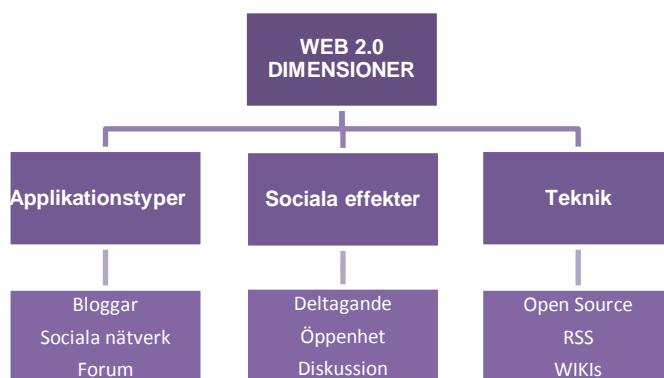 WEB 2.0
DIMENSIONER
Applikationstyper
Sociala effekter
Teknik
Bloggar
Sociala nätverk
Forum
Deltagande
Öppenhet
Diskussion
Open Source
RSS
WIKIs